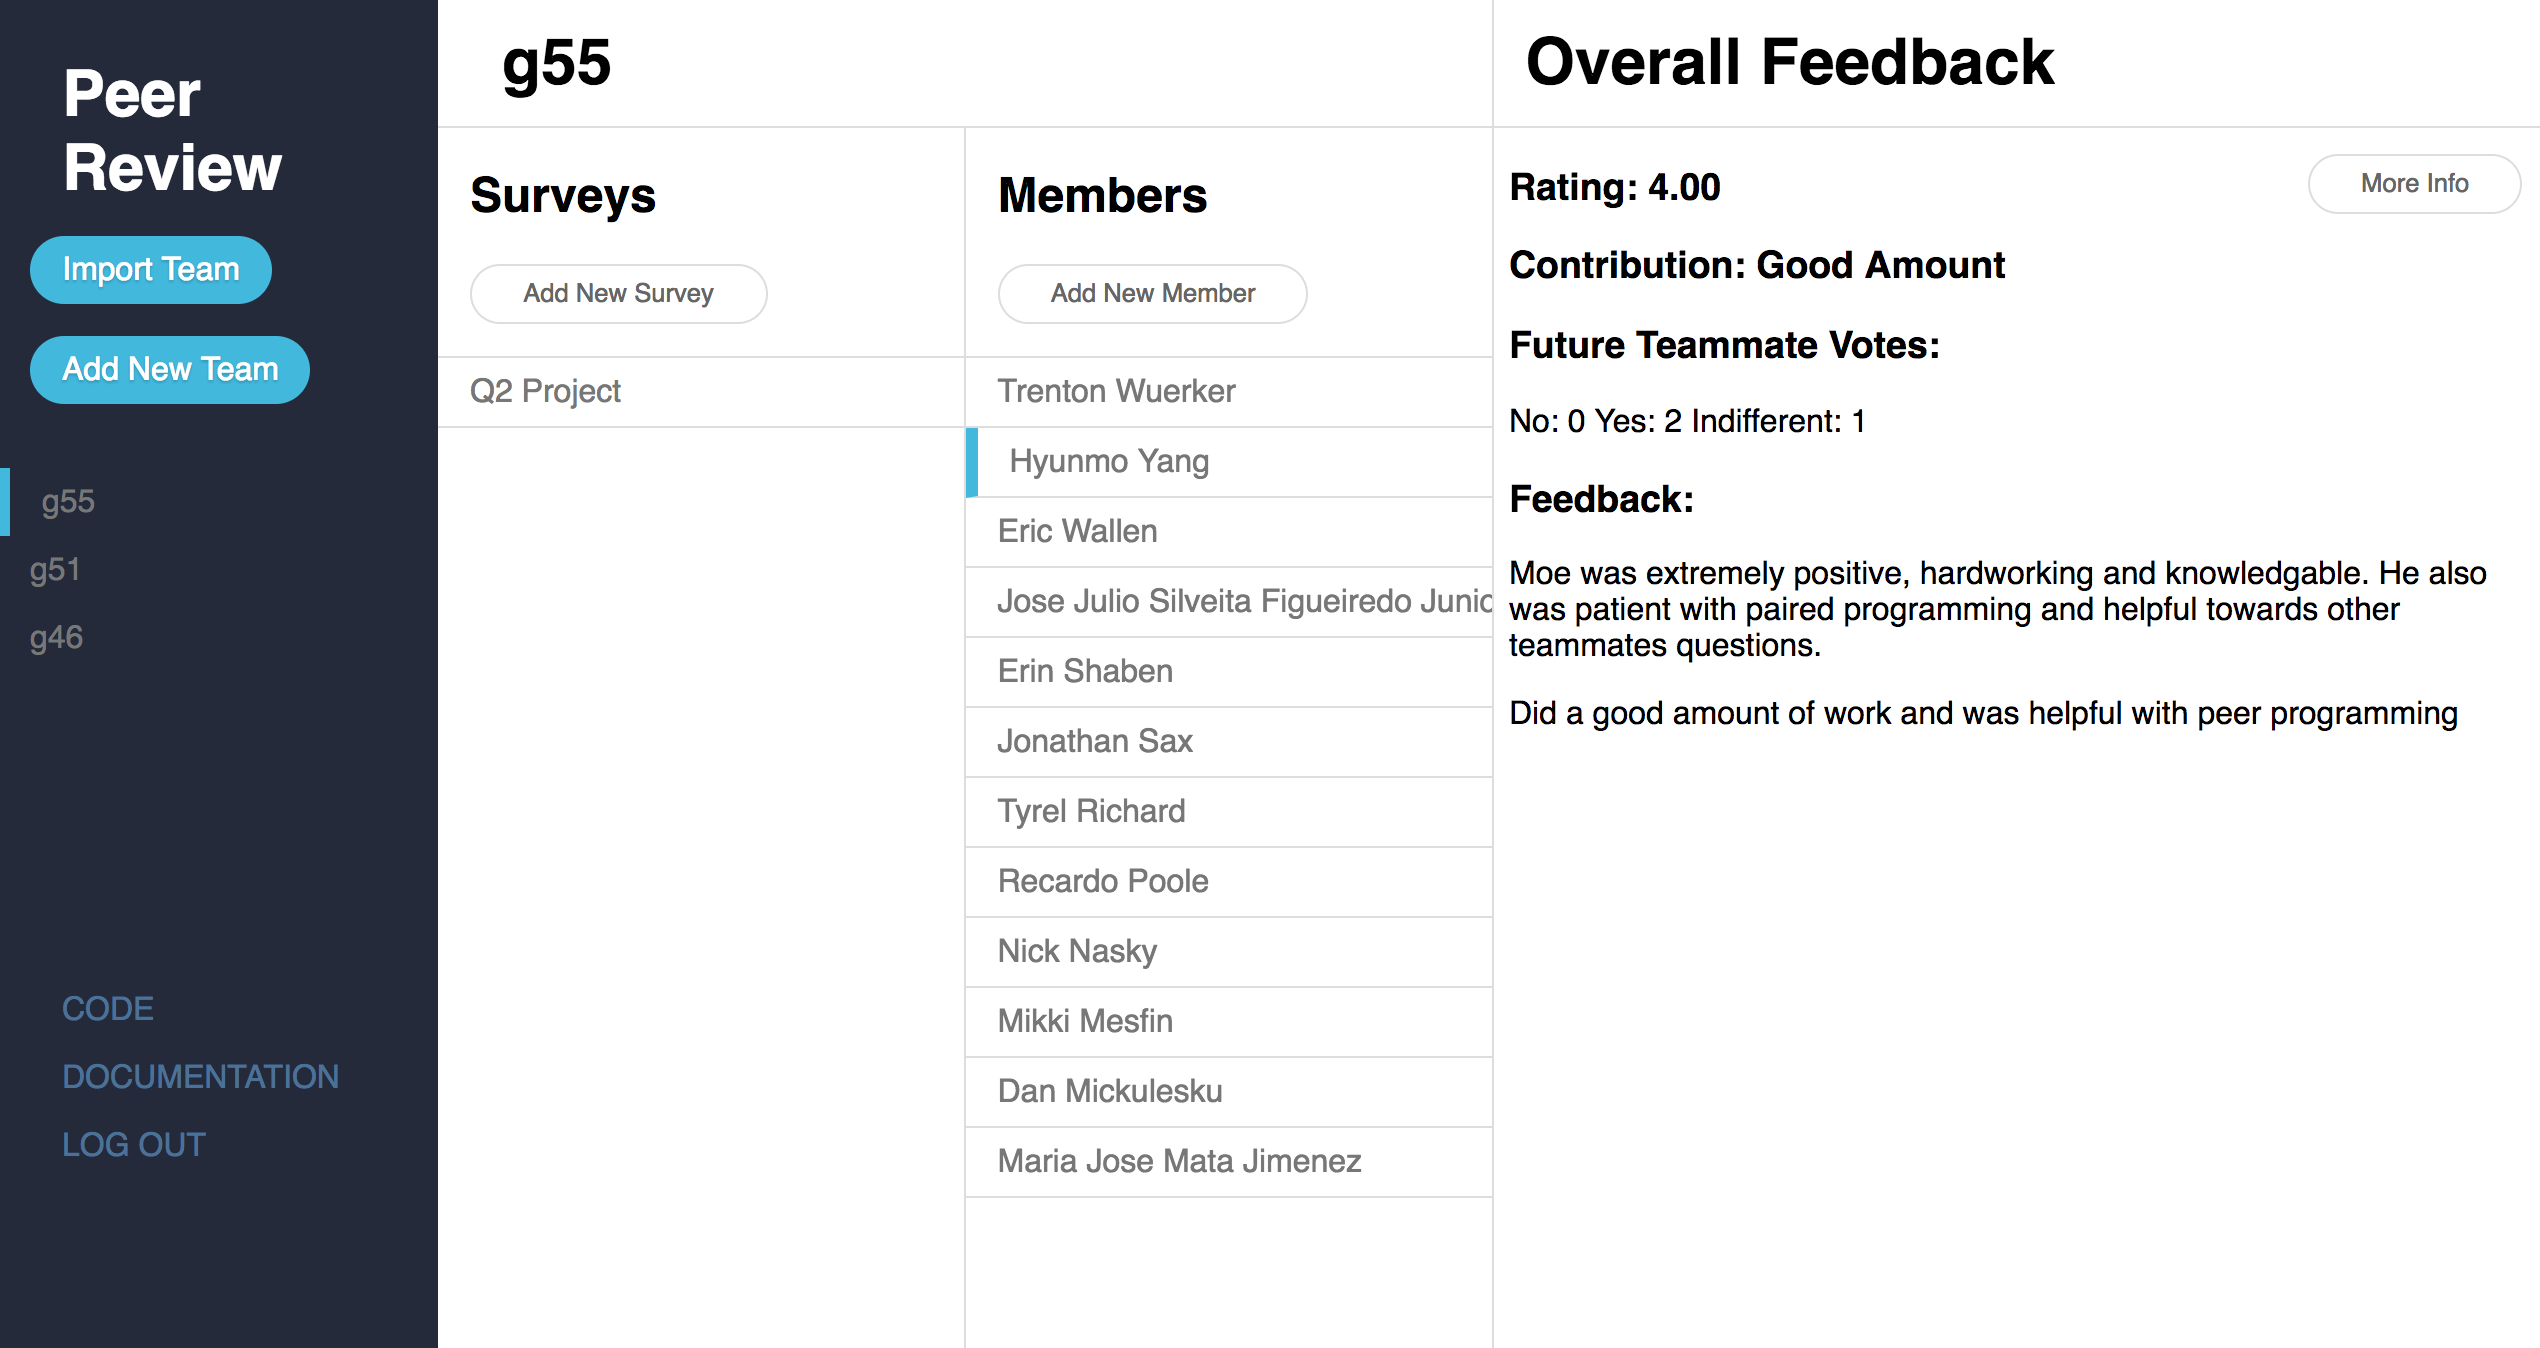 Peer
Review
Import Team
Add New Team
g55
g51
g46
CODE
DOCUMENTATION
LOG OUT
g55
Surveys
Add New Survey
Q2 Project
Members
Add New Member
Trenton Wuerker
Hyunmo Yang
Eric Wallen
Jose Julio Silveita Figueiredo Junio
Erin Shaben
Jonathan Sax
Tyrel Richard
Recardo Poole
Nick Nasky
Mikki Mesfin
Dan Mickulesku
Maria Jose Mata Jimenez
Overall Feedback
Rating: 4.00
More Info
Contribution: Good Amount
Future Teammate Votes:
No: 0 Yes: 2 Indifferent: 1
Feedback:
Moe was extremely positive, hardworking and knowledgable. He also
was patient with paired programming and helpful towards other
teammates questions.
Did a good amount of work and was helpful with peer programming